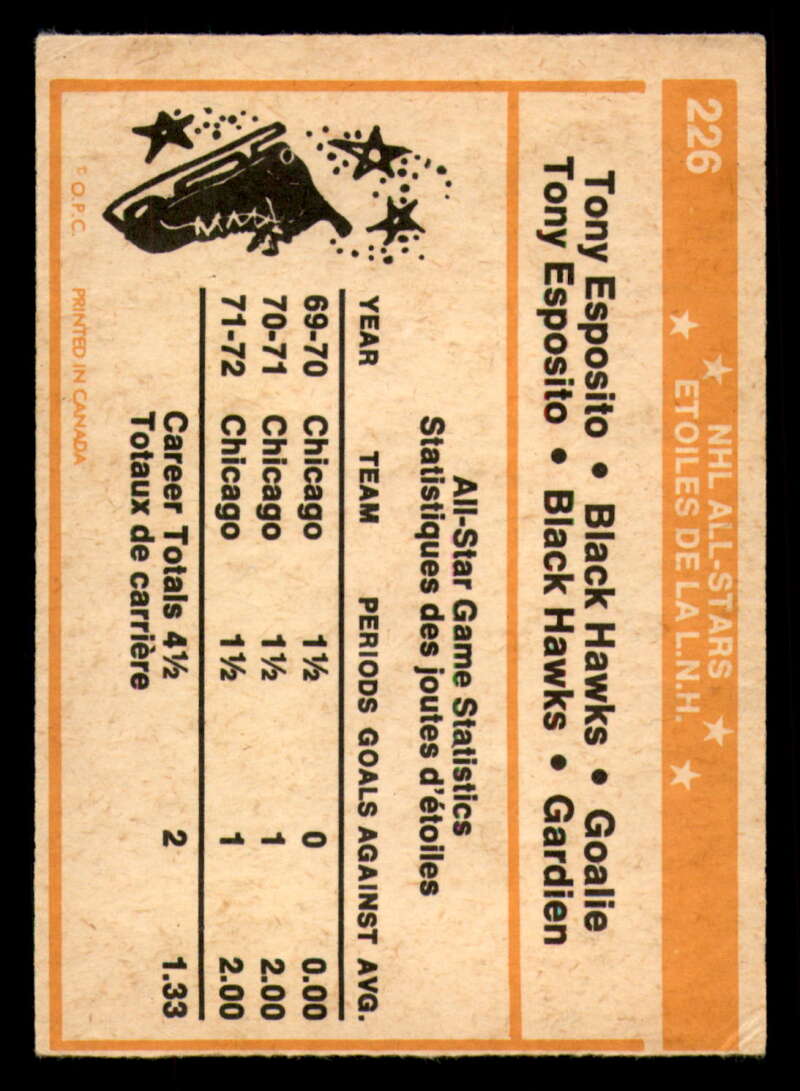 226
NHL ALL-STARS
ETOILES DE LA L.N.H.
Tony Esposito • Black Hawks • Goalie
Tony Esposito • Black Hawks • Gardien
All-Star Game Statistics
Statistiques des joutes d'étoiles
YEAR TEAM PERIODS GOALS AGAINST AVG.
69-70 Chicago 1½ 0 0.00
70-71 Chicago 1½ 1 2.00
71-72 Chicago 1½ 1 2.00
Career Totals 4½ 2 1.33
Totaux de carrière
© O.P.C. PRINTED IN CANADA